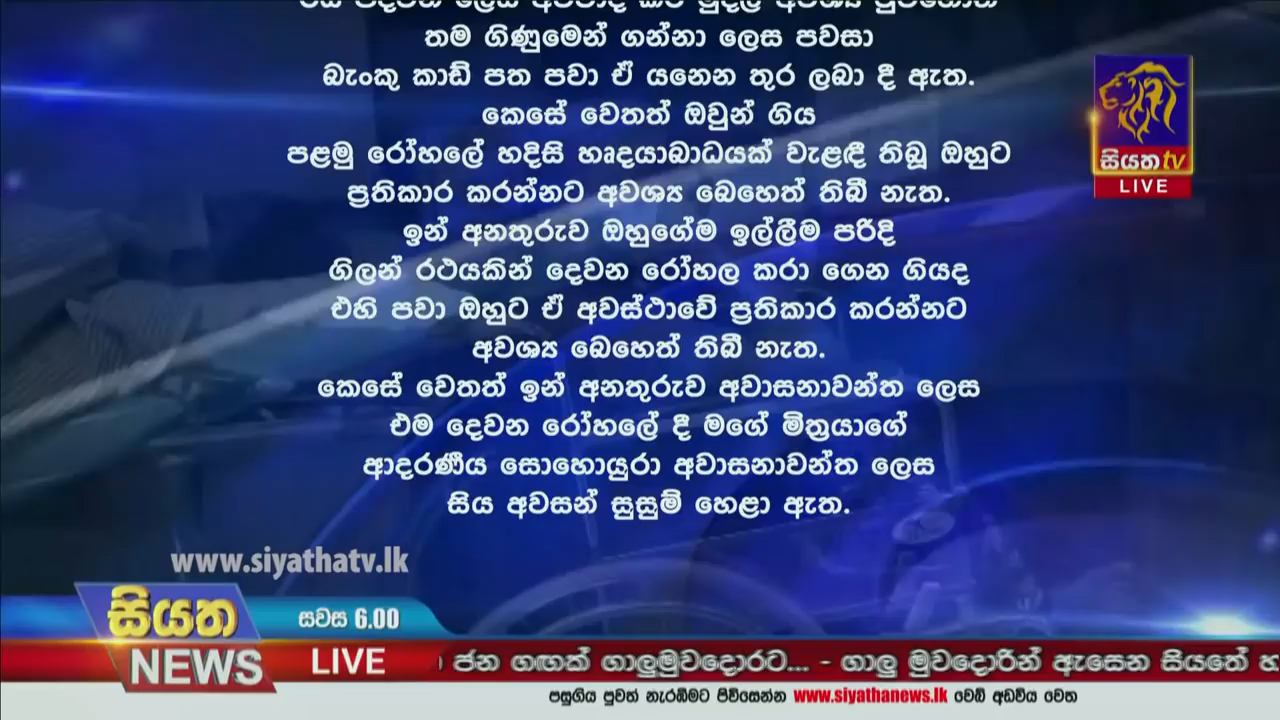 තම ගිණුමෙන් ගන්නා ලෙස පවසා
බැංකු කාඩ් පත පවා ඒ යනෙන තුර ලබා දී ඇත.
කෙසේ වෙතත් ඔවුන් ගිය
පළමු රෝහලේ හදිසි හෘදයාබාධයක් වැළඳී තිබූ ඔහුට
ප්‍රතිකාර කරන්නට අවශ්‍ය බෙහෙත් තිබී නැත.
ඉන් අනතුරුව ඔහුගේම ඉල්ලීම පරිදි
ගිලන් රථයකින් දෙවන රෝහල කරා ගෙන ගියද
එහි පවා ඔහුට ඒ අවස්ථාවේ ප්‍රතිකාර කරන්නට
අවශ්‍ය බෙහෙත් තිබී නැත.
කෙසේ වෙතත් ඉන් අනතුරුව අවාසනාවන්ත ලෙස
එම දෙවන රෝහලේ දී මගේ මිත්‍රයාගේ
ආදරණීය සොහොයුරා අවාසනාවන්ත ලෙස
සිය අවසන් සුසුම් හෙළා ඇත.
සියත tv
LIVE
www.siyathatv.lk
සියත
සවස 6.00
NEWS
LIVE
ජන ගඟක් ගාලුමුවදොරට... - ගාලු මුවදොරින් ඇසෙන සියතේ
පසුගිය පුවත් නැරඹීමට පිවිසෙන්න www.siyathanews.lk වෙබ් අඩවිය වෙත